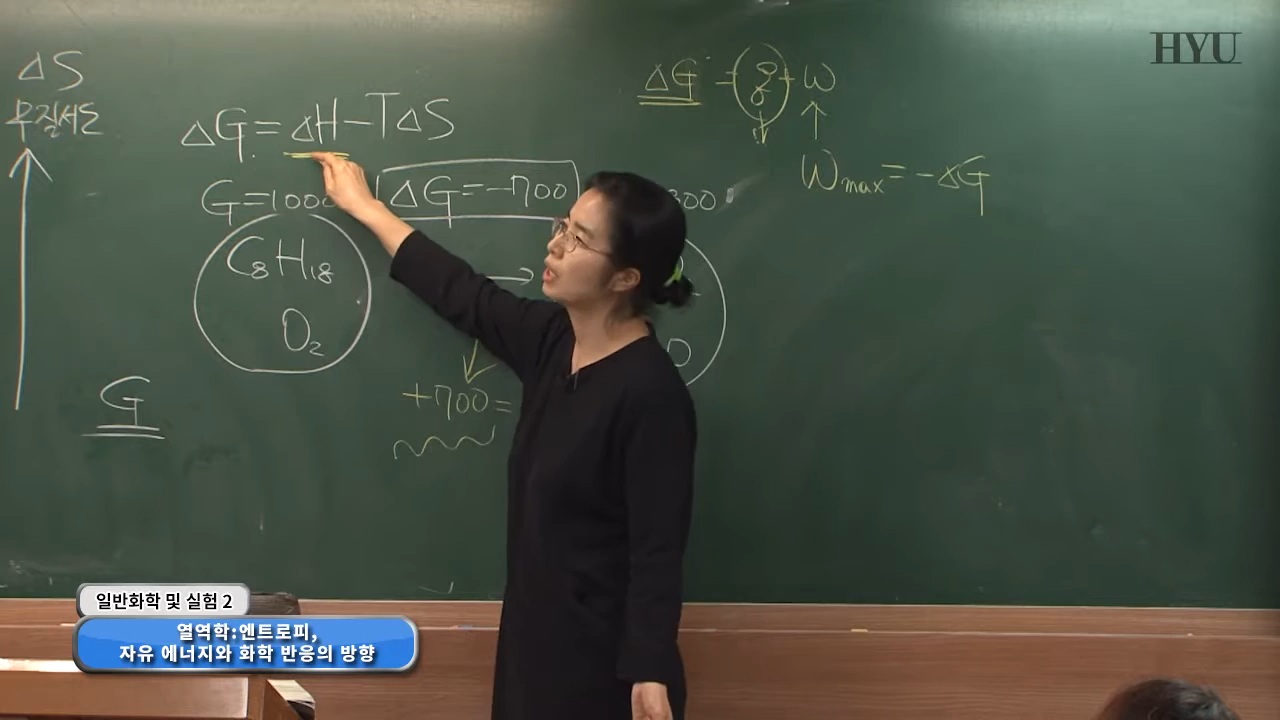 HYU
ΔS
무질서도
ΔG = ΔH - TΔS
ΔG - q - w
Wmax = -ΔG
G=1000
ΔG = -700
300
C8H18
O2
→
O
+700 =
G
일반화학 및 실험 2
열역학:엔트로피,
자유 에너지와 화학 반응의 방향